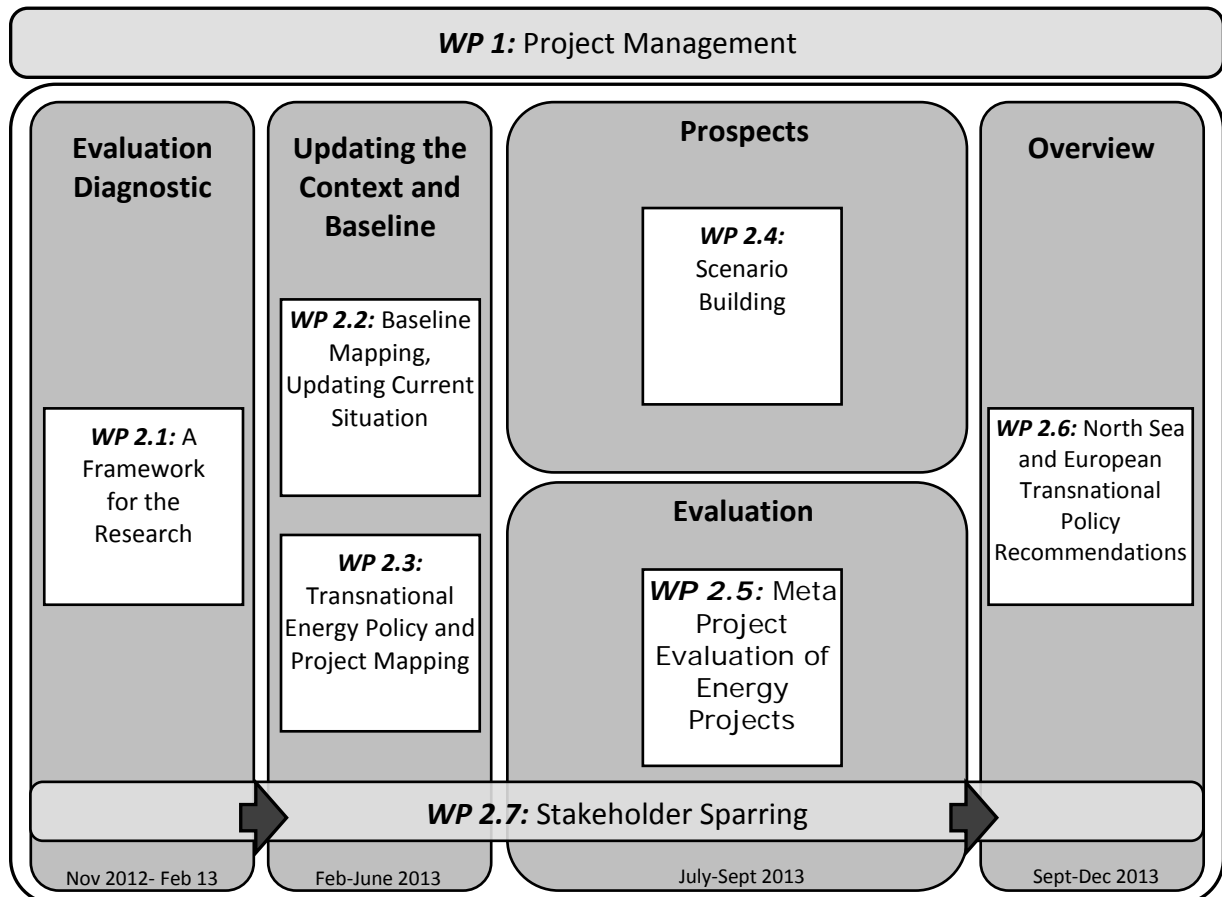 WP 1: Project Management
Evaluation
Diagnostic
WP 2.1: A
Framework
for the
Research
Nov 2012- Feb 13
Updating the
Context and
Baseline
WP 2.2: Baseline
Mapping,
Updating Current
Situation
WP 2.3:
Transnational
Energy Policy and
Project Mapping
Feb-June 2013
Prospects
WP 2.4:
Scenario
Building
Evaluation
WP 2.5: Meta
Project
Evaluation of
Energy
Projects
July-Sept 2013
Overview
WP 2.6: North Sea
and European
Transnational
Policy
Recommendations
Sept-Dec 2013
WP 2.7: Stakeholder Sparring